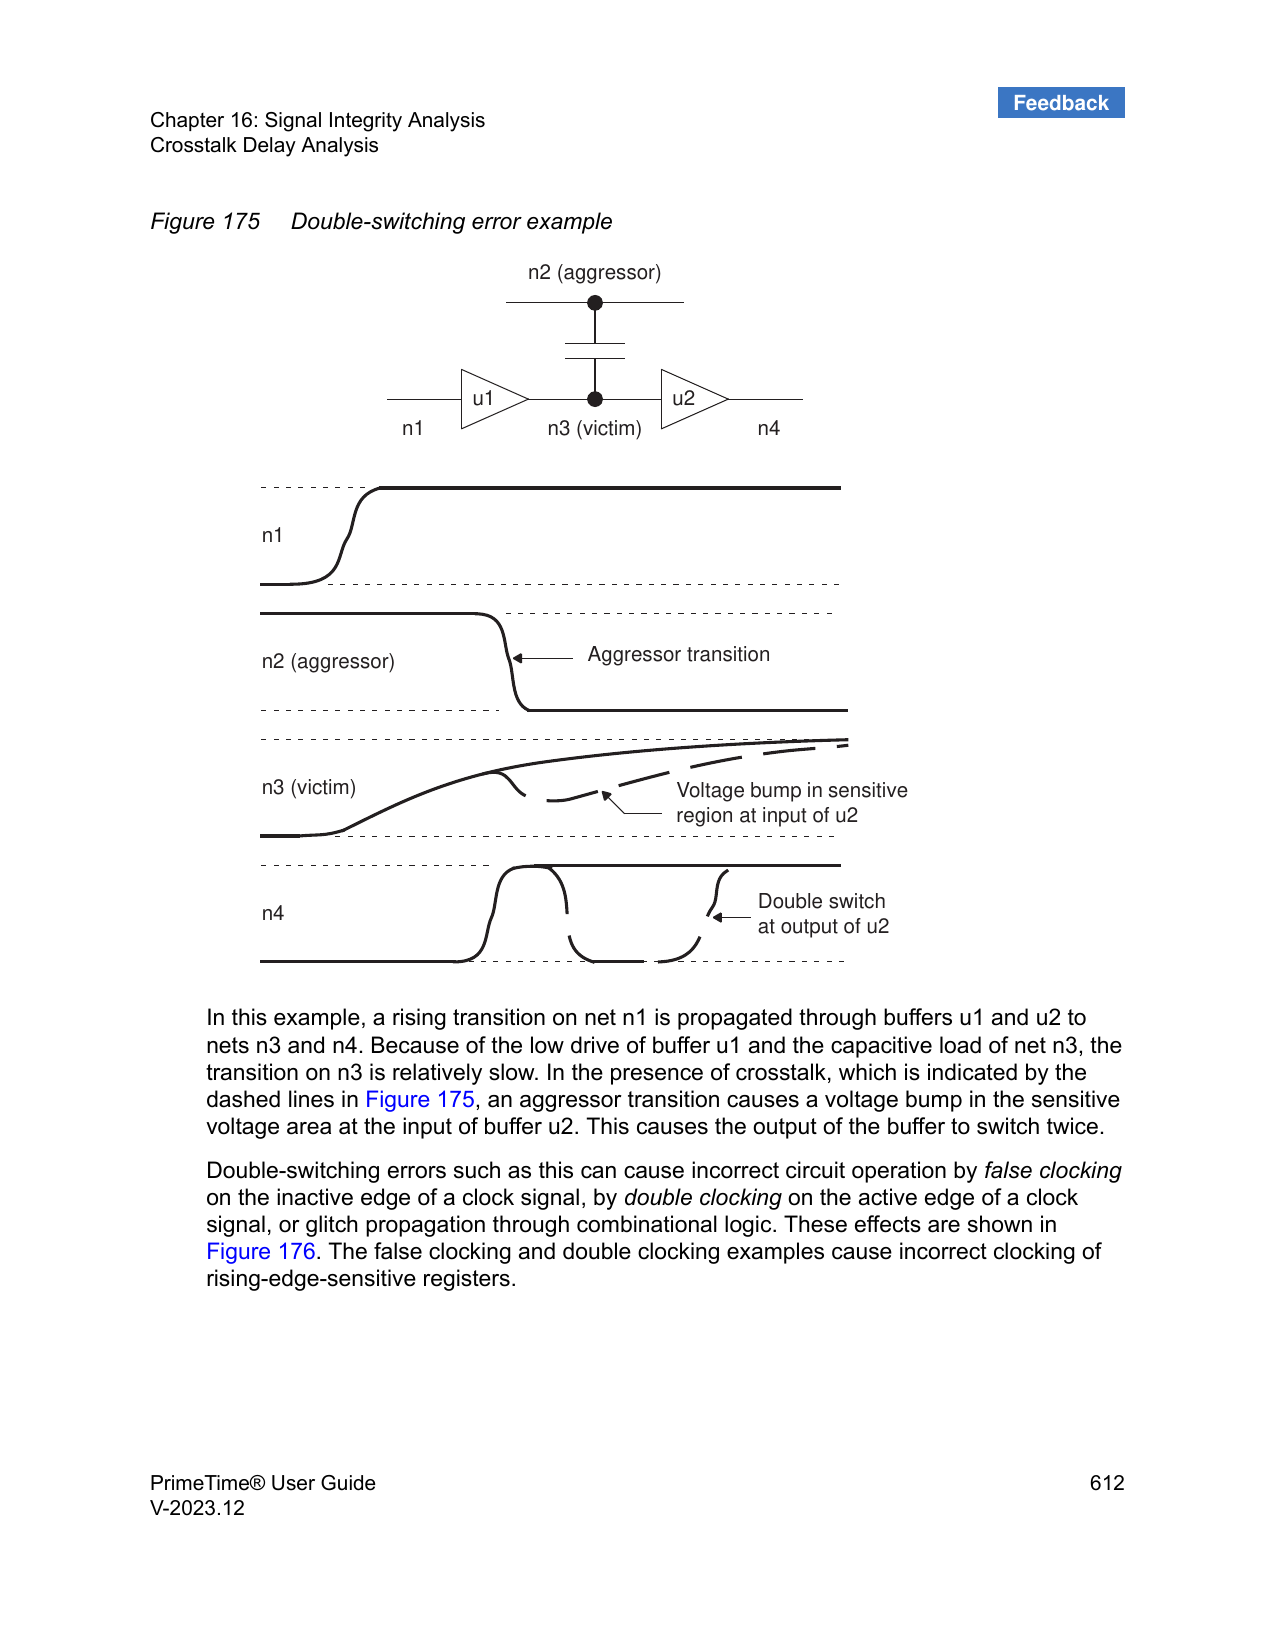 Feedback
Chapter 16: Signal Integrity Analysis
Crosstalk Delay Analysis
Figure 175 Double-switching error example
n2 (aggressor)
u1
u2
n1
n3 (victim)
n4
n1
n2 (aggressor)
Aggressor transition
n3 (victim)
Voltage bump in sensitive
region at input of u2
n4
Double switch
at output of u2
In this example, a rising transition on net n1 is propagated through buffers u1 and u2 to
nets n3 and n4. Because of the low drive of buffer u1 and the capacitive load of net n3, the
transition on n3 is relatively slow. In the presence of crosstalk, which is indicated by the
dashed lines in Figure 175, an aggressor transition causes a voltage bump in the sensitive
voltage area at the input of buffer u2. This causes the output of the buffer to switch twice.
Double-switching errors such as this can cause incorrect circuit operation by false clocking
on the inactive edge of a clock signal, by double clocking on the active edge of a clock
signal, or glitch propagation through combinational logic. These effects are shown in
Figure 176. The false clocking and double clocking examples cause incorrect clocking of
rising-edge-sensitive registers.
PrimeTime® User Guide
612
V-2023.12